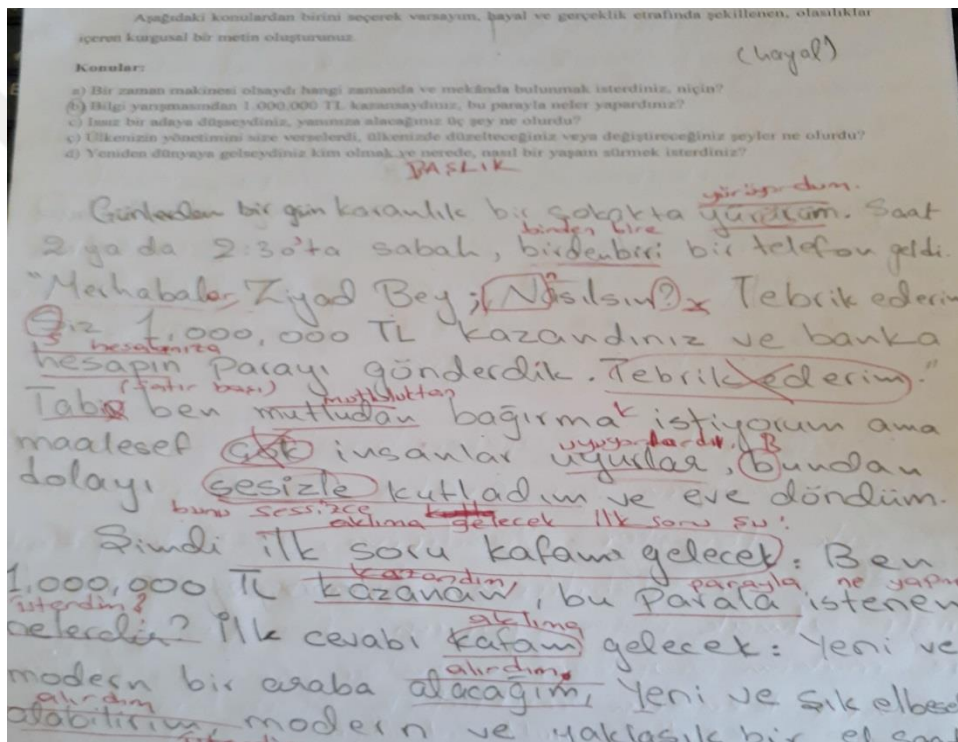 Aşağıdaki konulardan birini seçerek varsayım, hayal ve gerçeklik etrafında şekillenen, olasılıklar
içeren kurgusal bir metin oluşturunuz.
(hayal)
Konular:
a) Bir zaman makinesi olsaydı hangi zamanda ve mekânda bulunmak isterdiniz, niçin?
b) Bilgi yarışmasından 1.000.000 TL kazansaydınız, bu parayla neler yapardınız?
c) Issız bir adaya düşseydiniz, yanınıza alacağınız üç şey ne olurdu?
ç) Ülkenizin yönetimini size verselerdi, ülkenizde düzelteceğiniz veya değiştireceğiniz şeyler ne olurdu?
d) Yeniden dünyaya gelseydiniz kim olmak ve nerede, nasıl bir yaşam sürmek isterdiniz?
BAŞLIK
yürüyordum.
Günlerden bir gün karanlık bir sokakta yürürüm. Saat
birden bire
2 ya da 2:30'ta sabah, birdenbiri bir telefon geldi.
"Merhabalar Ziyad Bey, Nasılsın? Tebrik ederim
Siz 1,000,000 TL kazandınız ve banka
hesabınıza
hesapın Parayı gönderdik. Tebrik ederim."
(satır başı) mutluluktan
Tabi ben mutludan bağırmak istiyorum ama
uyuyorlardı. B
maalesef çok insanlar uyurlar, bundan
dolayı sesizle kutladım ve eve döndüm.
bunu sessizce
aklıma gelecek ilk soru şu:
Şimdi ilk soru kafamı gelecek: Ben
kazandım, parayla ne
1,000,000 TL kazanaw, bu Parala istenen
isterdim? aklıma
nelerdir? İlk cevabı kafam gelecek: Yeni ve
alırdım.
modern bir araba alacağım, Yeni ve şık
alırdım
alabilirim, modern ve yaklaşık bir